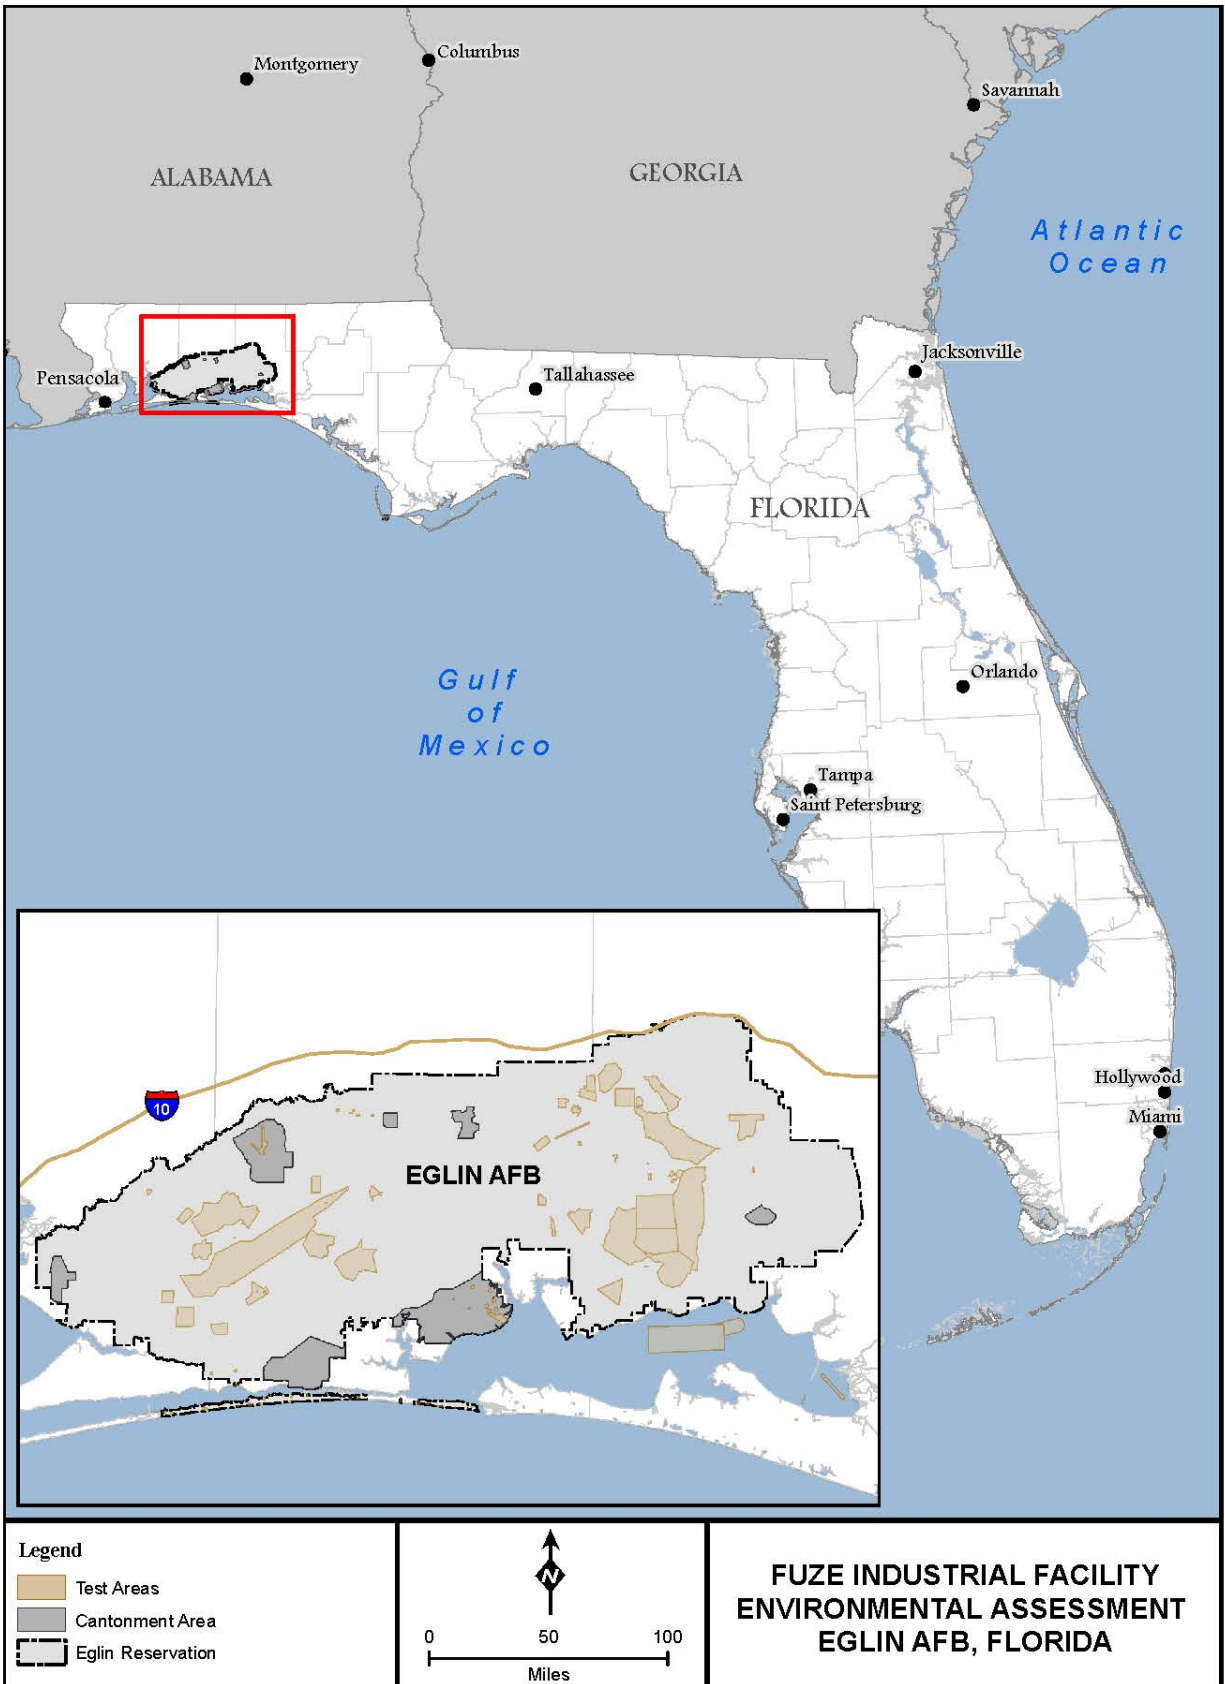 Montgomery
Columbus
Savannah
ALABAMA
GEORGIA
Atlantic
Ocean
Jacksonville
Pensacola
Tallahassee
FLORIDA
Gulf
of
Mexico
Orlando
Tampa
Saint Petersburg
Hollywood
Miami
10
EGLIN AFB
Legend
Test Areas
Cantonment Area
Eglin Reservation
N
0 50 100
Miles
FUZE INDUSTRIAL FACILITY
ENVIRONMENTAL ASSESSMENT
EGLIN AFB, FLORIDA